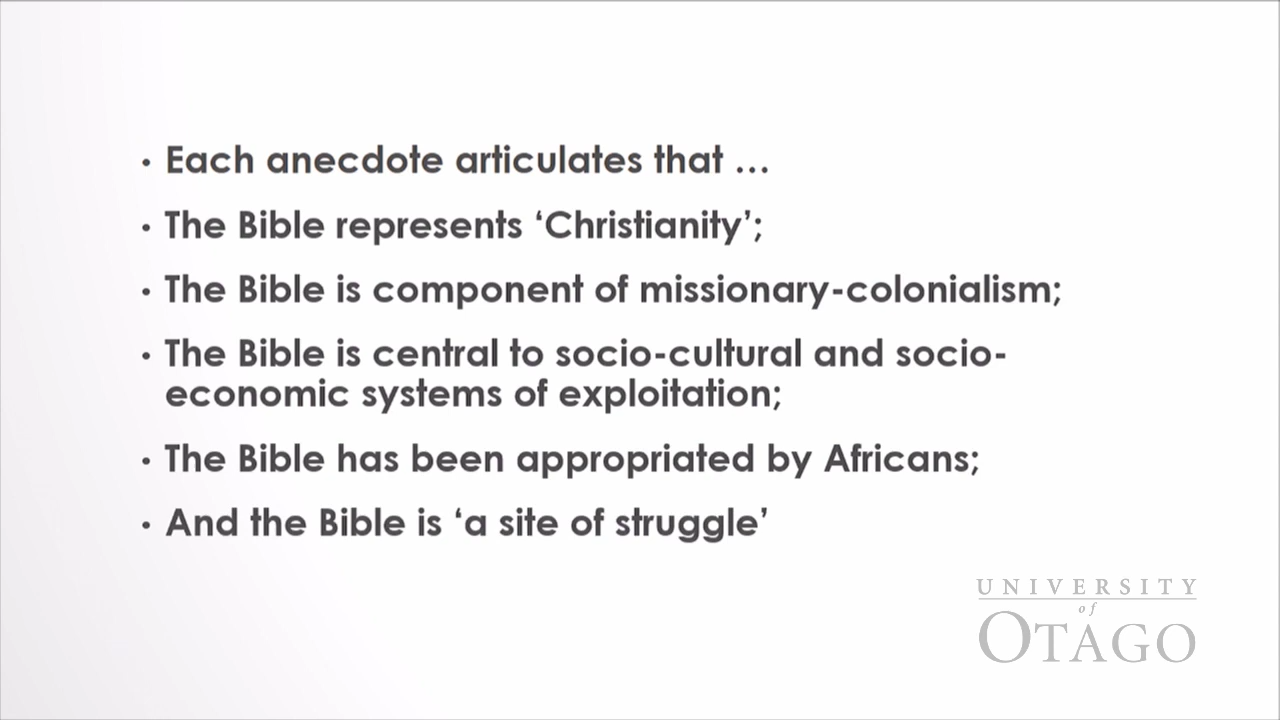 • Each anecdote articulates that …
• The Bible represents ‘Christianity’;
• The Bible is component of missionary-colonialism;
• The Bible is central to socio-cultural and socio-
economic systems of exploitation;
• The Bible has been appropriated by Africans;
• And the Bible is ‘a site of struggle’
UNIVERSITY
of
OTAGO